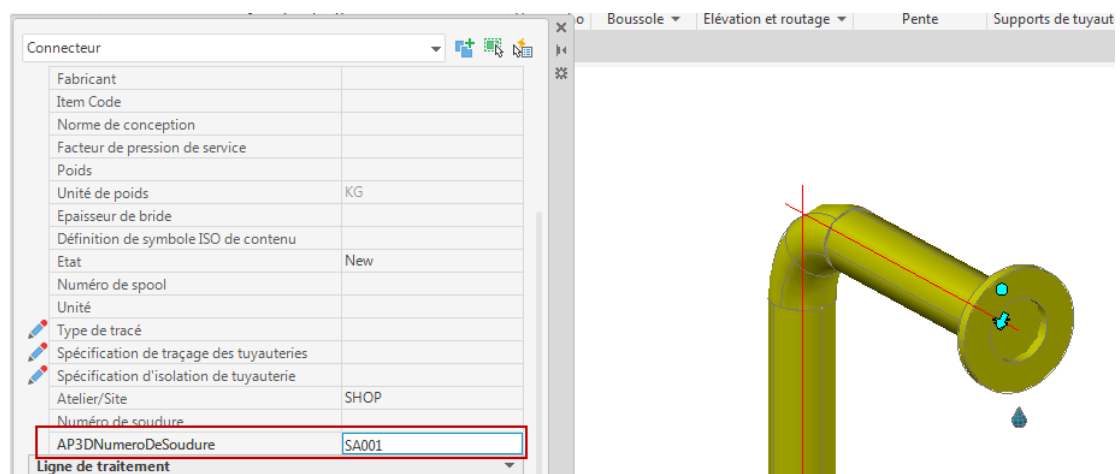 Boussole
Elévation et routage
Pente
Supports de
Connecteur
Fabricant
Item Code
Norme de conception
Facteur de pression de service
Poids
Unité de poids KG
Epaisseur de bride
Définition de symbole ISO de contenu
Etat New
Numéro de spool
Unité
Type de tracé
Spécification de traçage des tuyauteries
Spécification d'isolation de tuyauterie
Atelier/Site SHOP
Numéro de soudure
AP3DNumeroDeSoudure SA001
Ligne de traitement